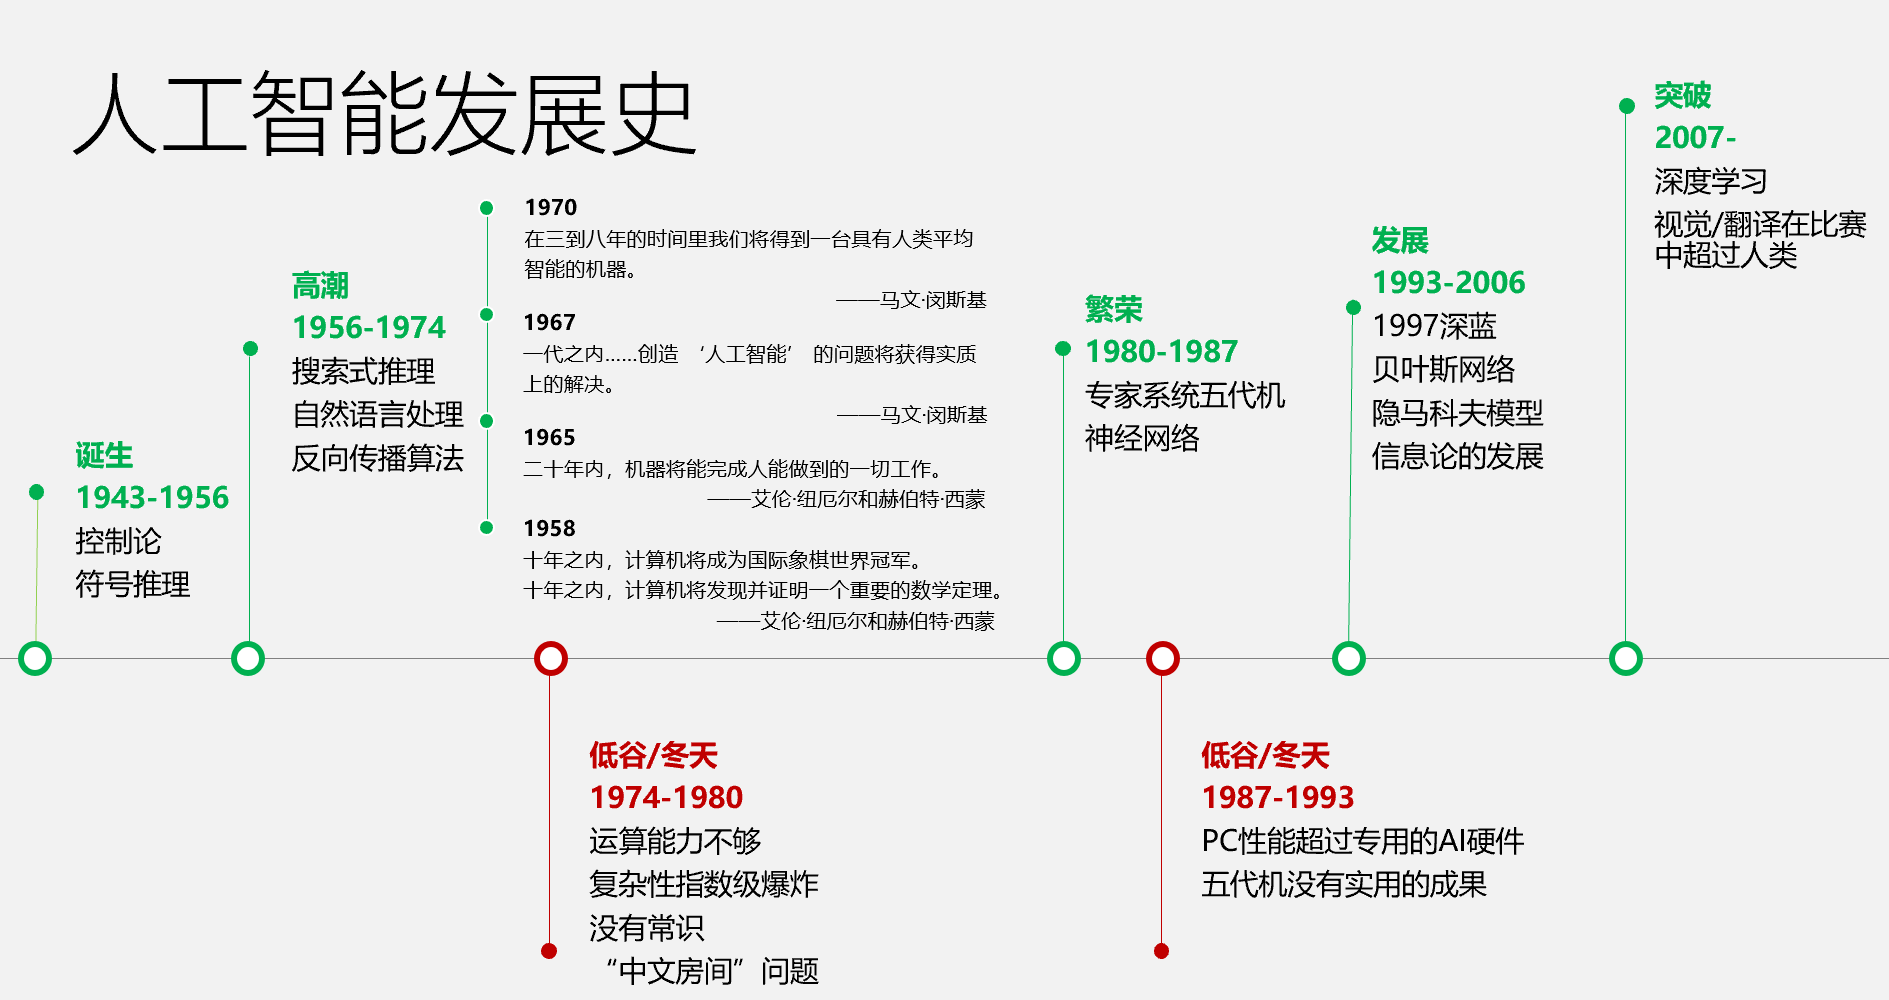 人工智能发展史
诞生
1943-1956
控制论
符号推理
高潮
1956-1974
搜索式推理
自然语言处理
反向传播算法
1970
在三到八年的时间里我们将得到一台具有人类平均
智能的机器。
——马文·闵斯基
1967
一代之内……创造 ‘人工智能’ 的问题将获得实质
上的解决。
——马文·闵斯基
1965
二十年内，机器将能完成人能做到的一切工作。
——艾伦·纽厄尔和赫伯特·西蒙
1958
十年之内，计算机将成为国际象棋世界冠军。
十年之内，计算机将发现并证明一个重要的数学定理。
——艾伦·纽厄尔和赫伯特·西蒙
低谷/冬天
1974-1980
运算能力不够
复杂性指数级爆炸
没有常识
“中文房间”问题
繁荣
1980-1987
专家系统五代机
神经网络
低谷/冬天
1987-1993
PC性能超过专用的AI硬件
五代机没有实用的成果
发展
1993-2006
1997深蓝
贝叶斯网络
隐马科夫模型
信息论的发展
突破
2007-
深度学习
视觉/翻译在比赛
中超过人类